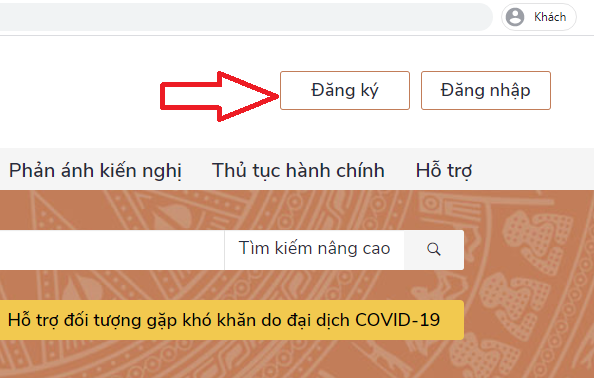 Khách
Đăng ký Đăng nhập
Phản ánh kiến nghị Thủ tục hành chính Hỗ trợ
Tìm kiếm nâng cao
Hỗ trợ đối tượng gặp khó khăn do đại dịch COVID-19